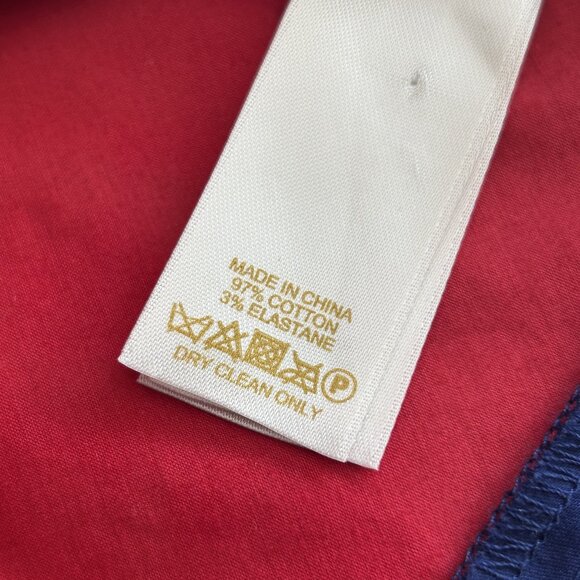 MADE IN CHINA
97% COTTON
3% ELASTANE
P
DRY CLEAN ONLY